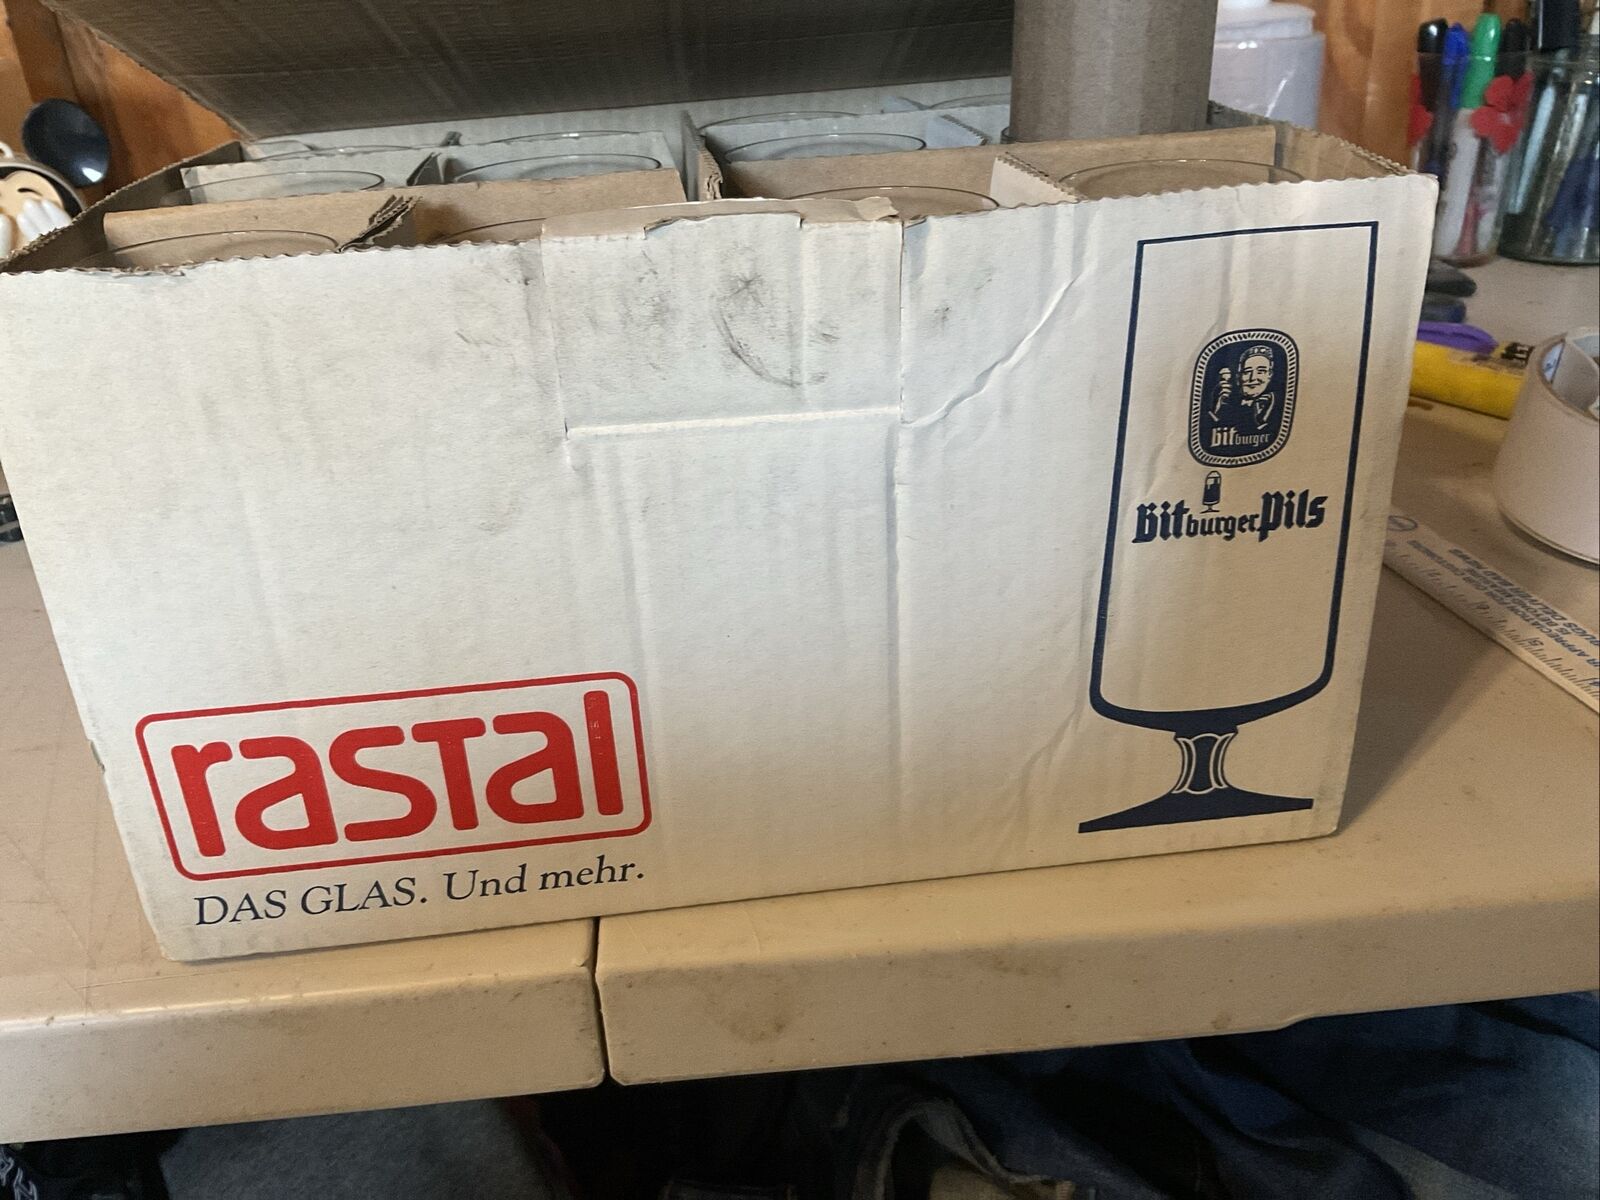 bitburger
Bitburger Pils
rastal
DAS GLAS. Und mehr.